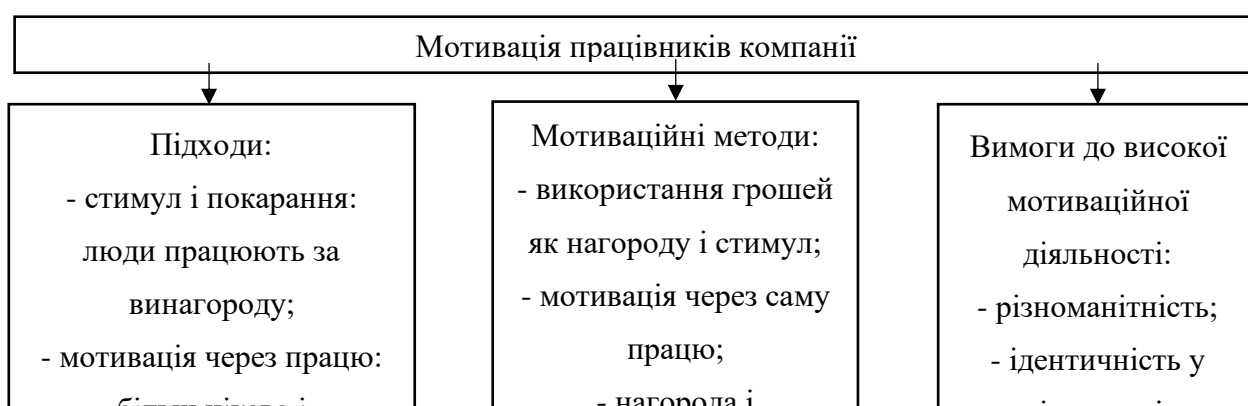 Мотивація працівників компанії
Підходи:
- стимул і покарання:
люди працюють за
винагороду;
- мотивація через працю:
Мотиваційні методи:
- використання грошей
як нагороду і стимул;
- мотивація через саму
працю;
- нагорода і
Вимоги до високої
мотиваційної
діяльності:
- різноманітність;
- ідентичність у